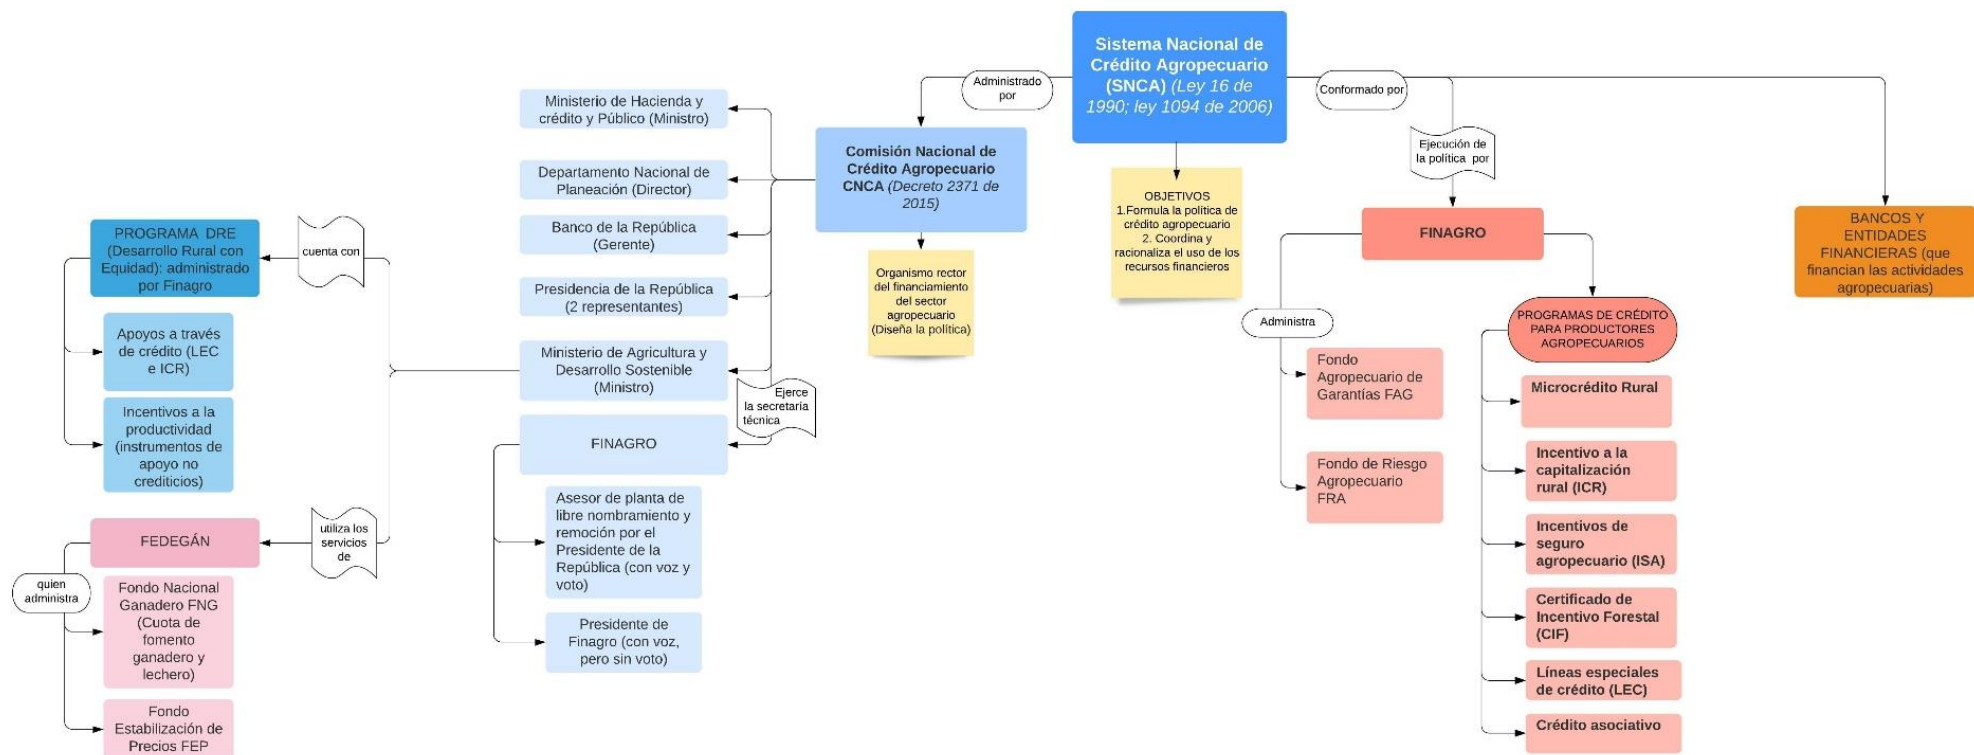 Sistema Nacional de
Crédito Agropecuario
(SNCA) (Ley 16 de
1990; ley 1094 de 2006)
Administrado
por
Conformado por
Ministerio de Hacienda y
crédito y Público (Ministro)
Departamento Nacional de
Planeación (Director)
Banco de la República
(Gerente)
Presidencia de la República
(2 representantes)
Ministerio de Agricultura y
Desarrollo Sostenible
(Ministro)
Ejerce
la secretaría
técnica
FINAGRO
Asesor de planta de
libre nombramiento y
remoción por el
Presidente de la
República (con voz y
voto)
Presidente de
Finagro (con voz,
pero sin voto)
Comisión Nacional de
Crédito Agropecuario
CNCA (Decreto 2371 de
2015)
Organismo rector
del financiamiento
del sector
agropecuario
(Diseña la política)
OBJETIVOS
1.Formula la política de
crédito agropecuario
2. Coordina y
racionaliza el uso de los
recursos financieros
Ejecución de
la política por
FINAGRO
Administra
Fondo
Agropecuario de
Garantías FAG
Fondo de Riesgo
Agropecuario
FRA
PROGRAMAS DE CRÉDITO
PARA PRODUCTORES
AGROPECUARIOS
Microcrédito Rural
Incentivo a la
capitalización
rural (ICR)
Incentivos de
seguro
agropecuario (ISA)
Certificado de
Incentivo Forestal
(CIF)
Líneas especiales
de crédito (LEC)
Crédito asociativo
BANCOS Y
ENTIDADES
FINANCIERAS (que
financian las actividades
agropecuarias)
cuenta con
PROGRAMA DRE
(Desarrollo Rural con
Equidad): administrado
por Finagro
Apoyos a través
de crédito (LEC
e ICR)
Incentivos a la
productividad
(instrumentos de
apoyo no
crediticios)
utiliza los
servicios
de
FEDEGÁN
quien
administra
Fondo Nacional
Ganadero FNG
(Cuota de
fomento
ganadero y
lechero)
Fondo
Estabilización de
Precios FEP